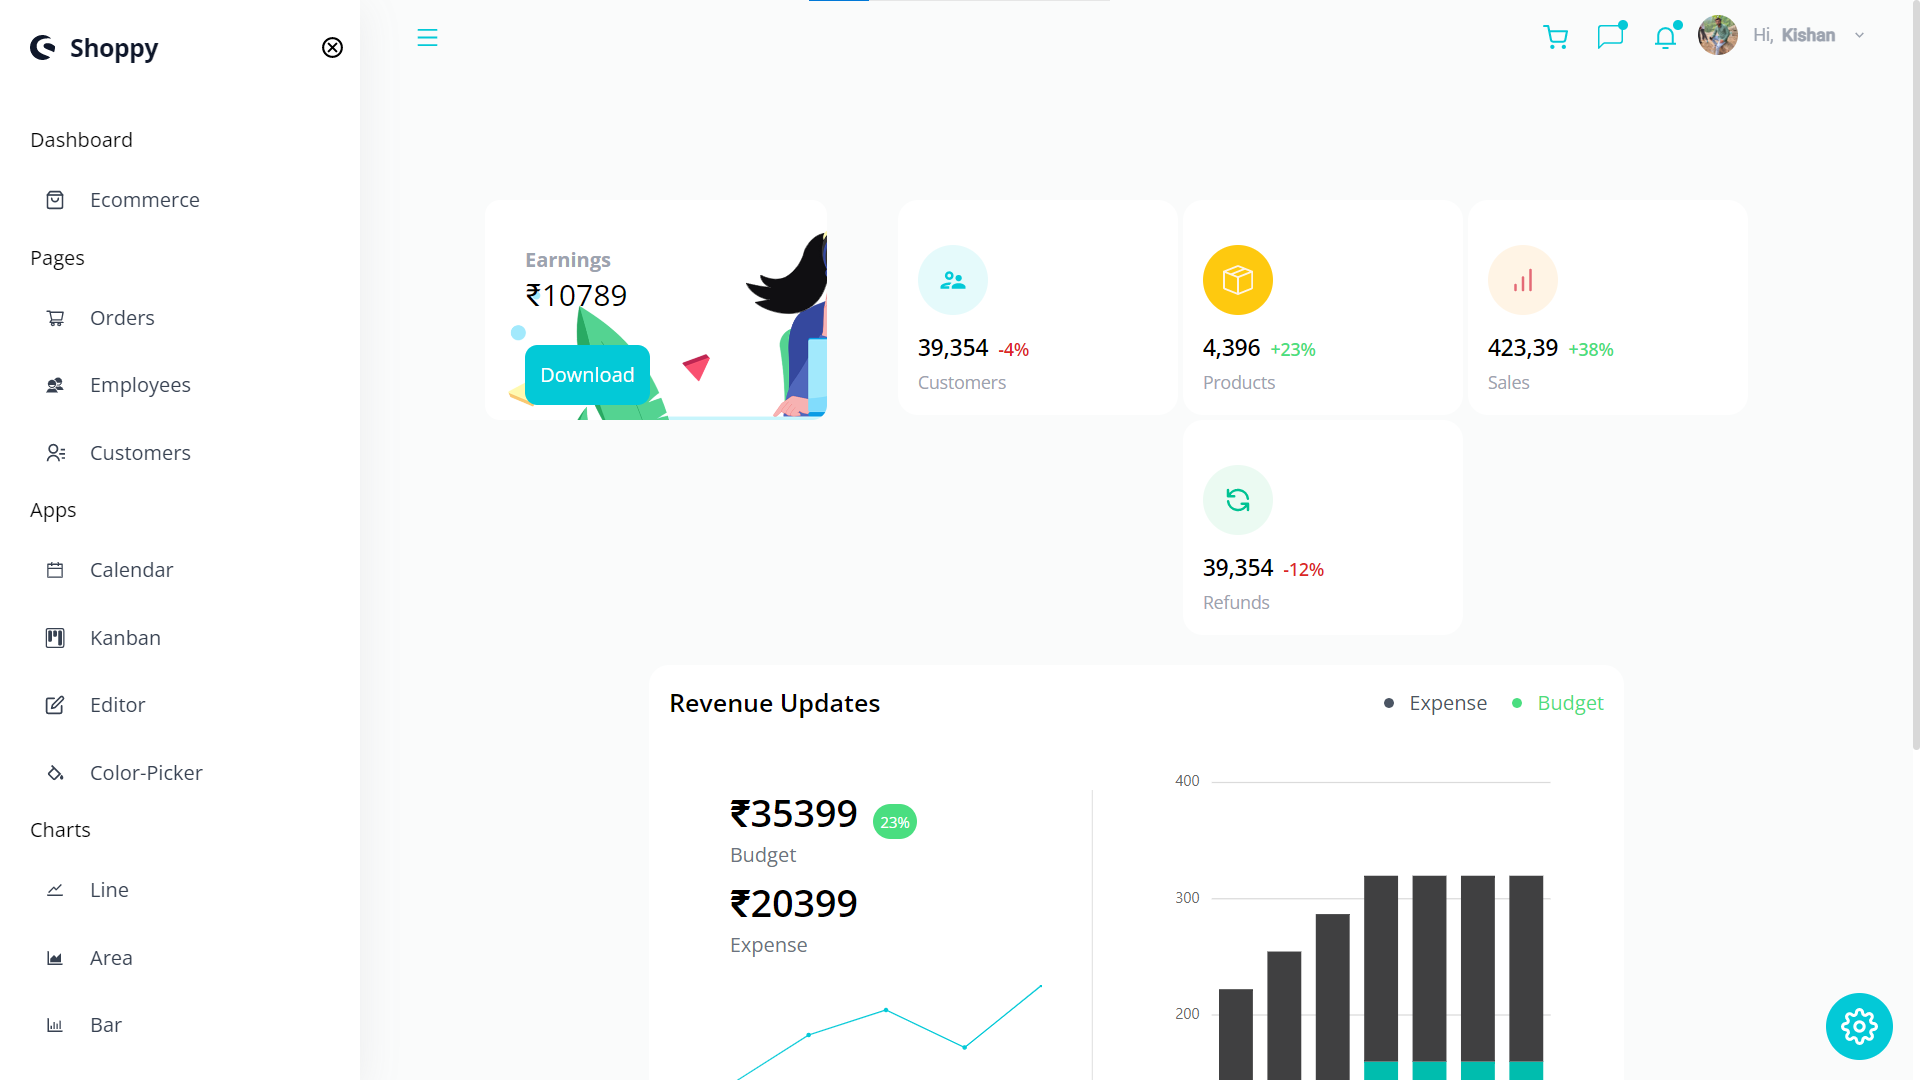 Shoppy
Hi, Kishan
Dashboard
Ecommerce
Pages
Orders
Employees
Customers
Apps
Calendar
Kanban
Editor
Color-Picker
Charts
Line
Area
Bar
Earnings
₹10789
Download
39,354 -4%
Customers
4,396 +23%
Products
423,39 +38%
Sales
39,354 -12%
Refunds
Revenue Updates
Expense
Budget
₹35399 23%
Budget
₹20399
Expense
400
300
200